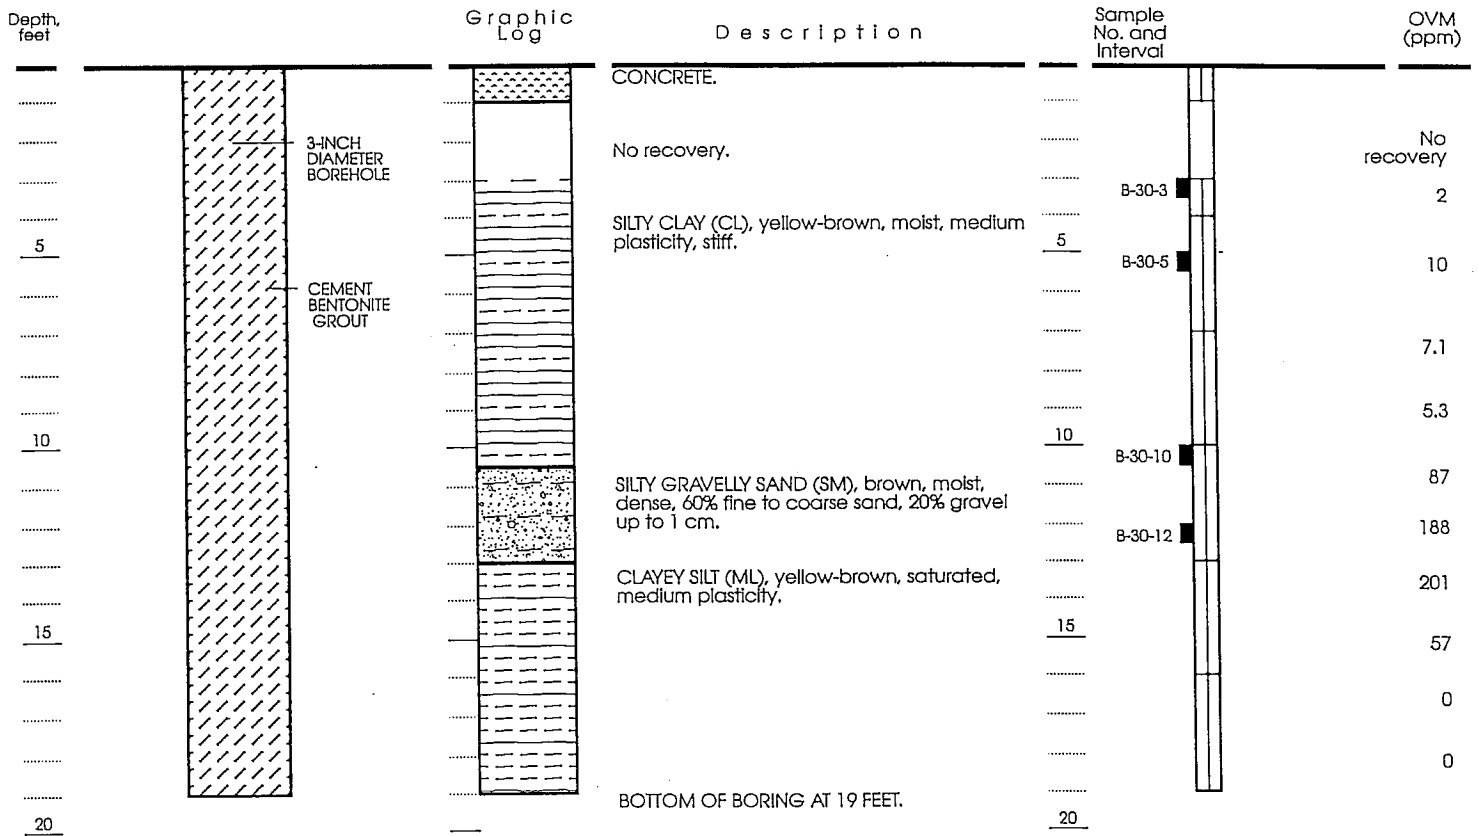 Depth,
feet
Graphic
Log
Description
Sample
No. and
Interval
OVM
(ppm)
CONCRETE.
3-INCH
DIAMETER
BOREHOLE
No recovery.
No
recovery
B-30-3
2
SILTY CLAY (CL), yellow-brown, moist, medium
plasticity, stiff.
5
5
B-30-5
10
CEMENT
BENTONITE
GROUT
7.1
5.3
10
10
B-30-10
87
SILTY GRAVELLY SAND (SM), brown, moist,
dense, 60% fine to coarse sand, 20% gravel
up to 1 cm.
B-30-12
188
CLAYEY SILT (ML), yellow-brown, saturated,
medium plasticity.
201
15
15
57
0
0
BOTTOM OF BORING AT 19 FEET.
20
20